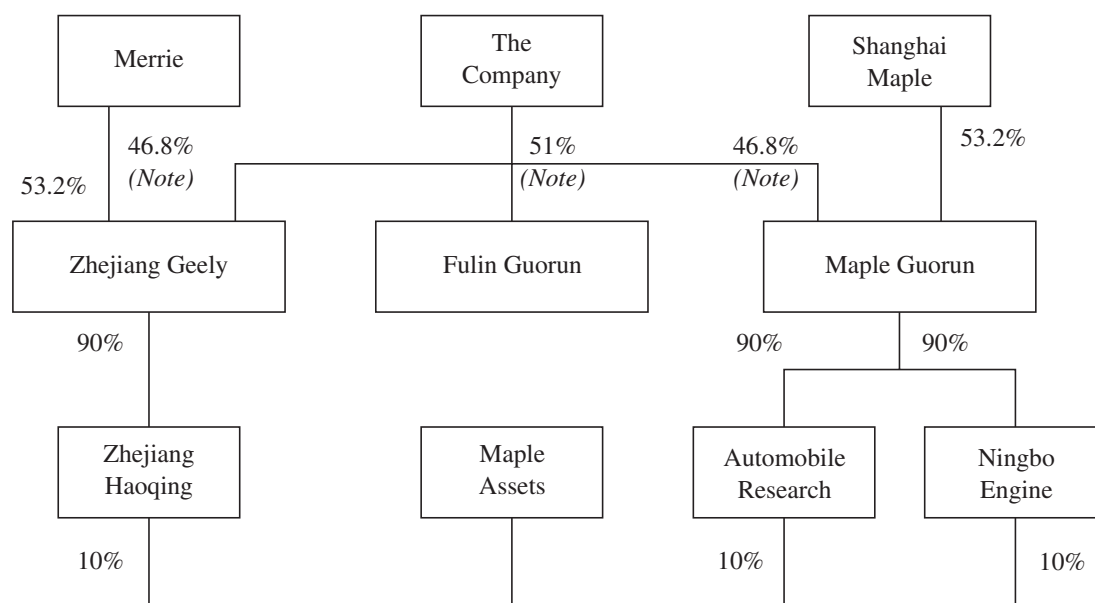 Merrie
The
Company
Shanghai
Maple
46.8%
(Note)
51%
(Note)
46.8%
(Note)
53.2%
53.2%
Zhejiang Geely
Fulin Guorun
Maple Guorun
90%
90%
90%
Zhejiang
Haoqing
Maple
Assets
Automobile
Research
Ningbo
Engine
10%
10%
10%